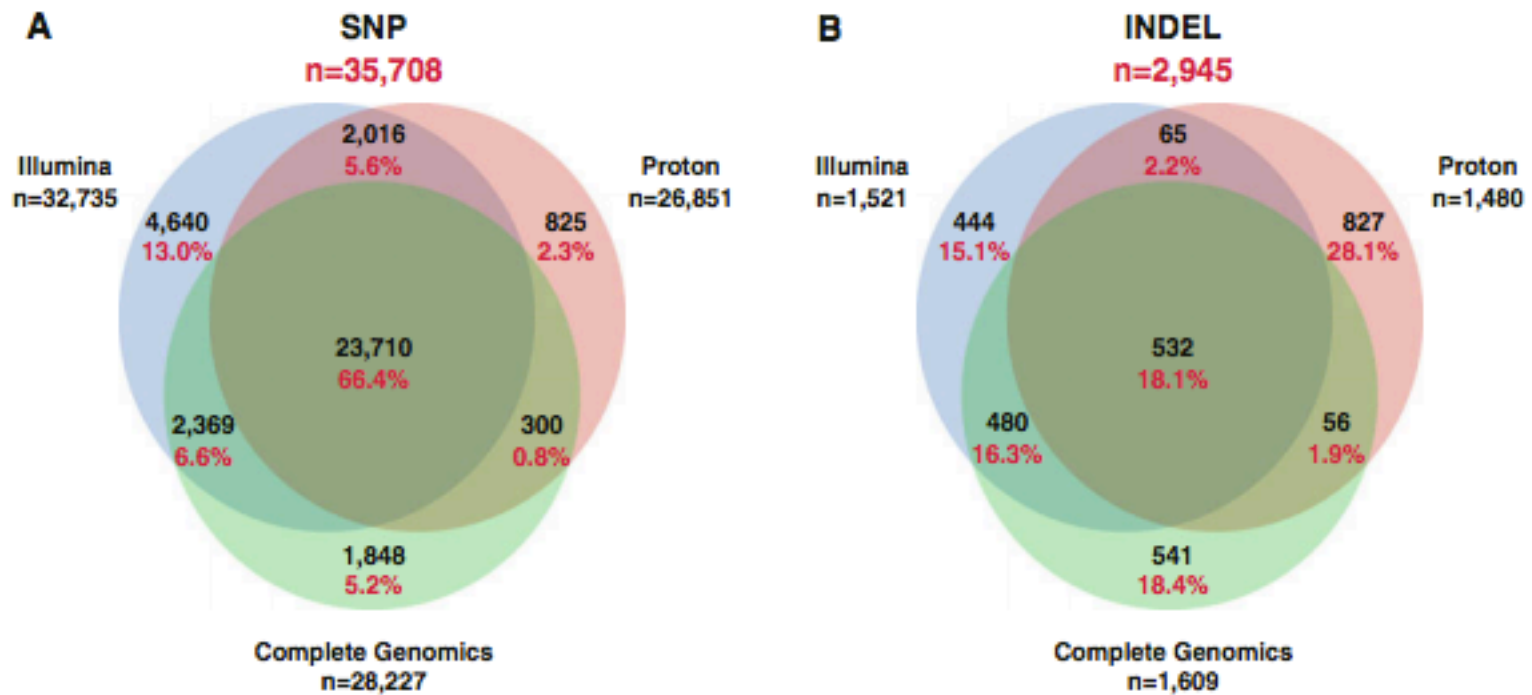 A
SNP
n=35,708
Illumina
n=32,735
Proton
n=26,851
2,016
5.6%
4,640
13.0%
825
2.3%
23,710
66.4%
2,369
6.6%
300
0.8%
1,848
5.2%
Complete Genomics
n=28,227
B
INDEL
n=2,945
Illumina
n=1,521
Proton
n=1,480
65
2.2%
444
15.1%
827
28.1%
532
18.1%
480
16.3%
56
1.9%
541
18.4%
Complete Genomics
n=1,609